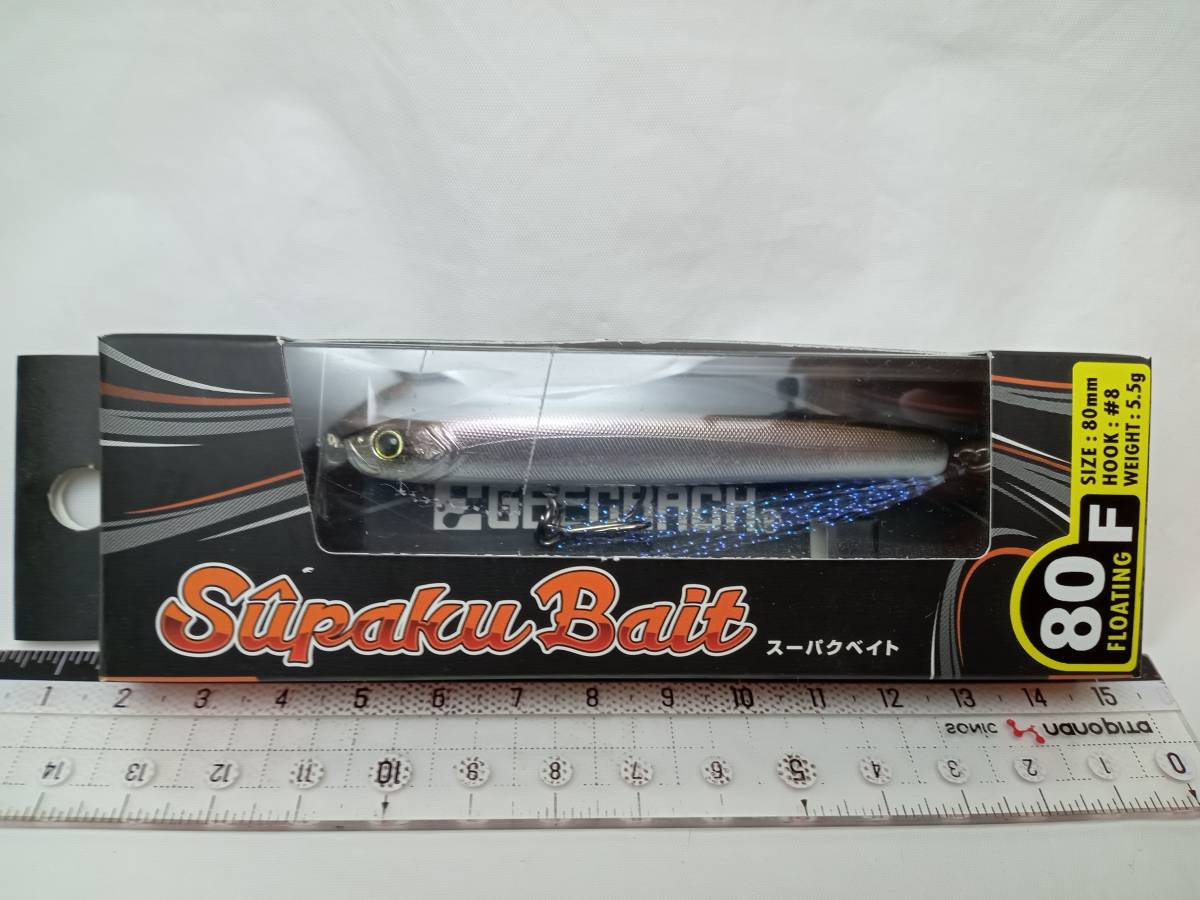 GEECRACK
Sûpaku Bait
スーパクベイト
SIZE : 80mm
HOOK : #8
WEIGHT : 5.5g
80F
FLOATING
1 2 3 4 5 6 7 8 9 10 11 12 13 14 15
sonic nanopita
14 13 12 11 10 9 8 7 6 5 4 3 2 1 0